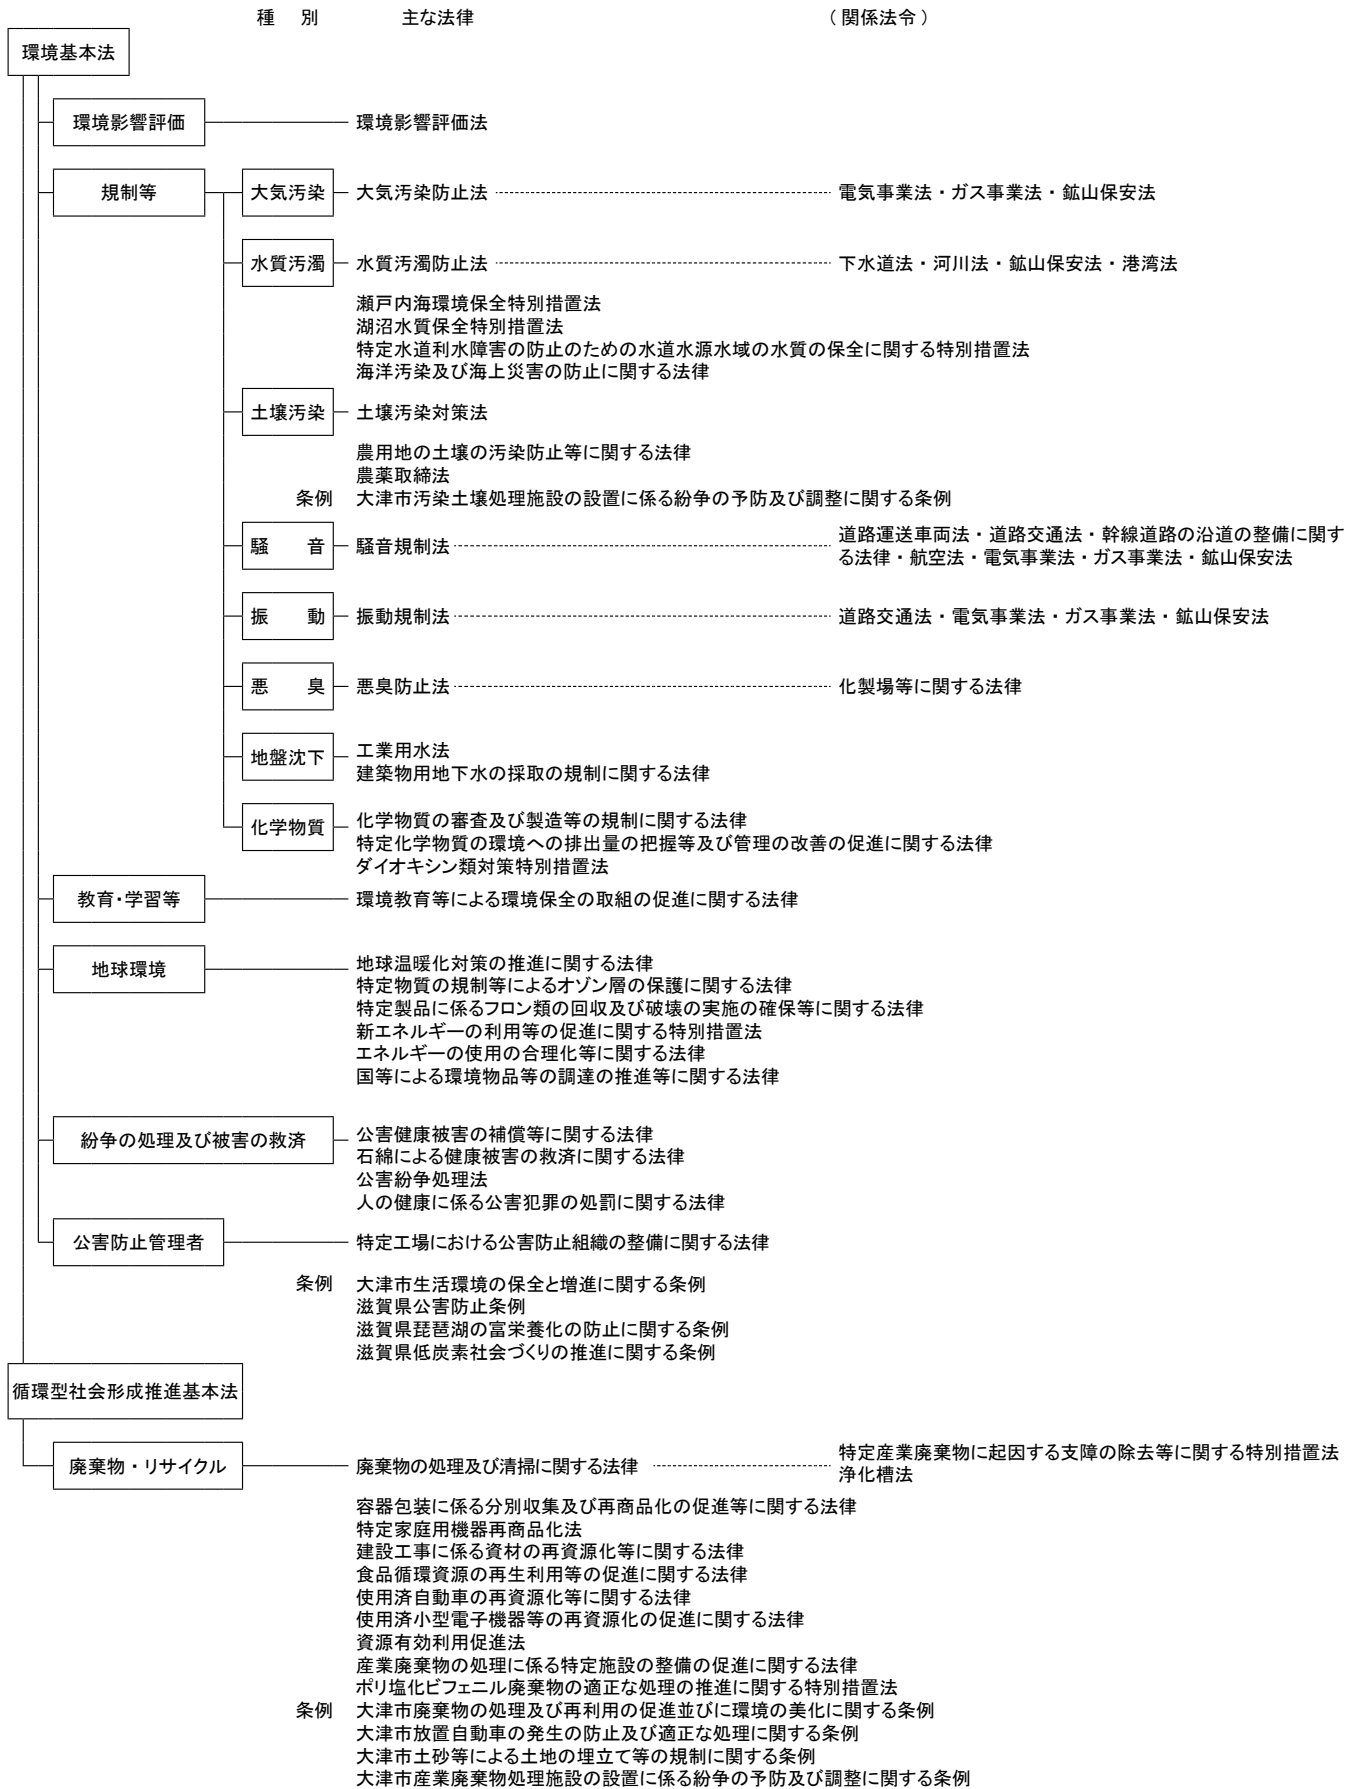 種 別 主な法律 （関係法令）
環境基本法
環境影響評価 環境影響評価法
規制等 大気汚染 大気汚染防止法 電気事業法・ガス事業法・鉱山保安法
水質汚濁 水質汚濁防止法 下水道法・河川法・鉱山保安法・港湾法
瀬戸内海環境保全特別措置法
湖沼水質保全特別措置法
特定水道利水障害の防止のための水道水源水域の水質の保全に関する特別措置法
海洋汚染及び海上災害の防止に関する法律
土壌汚染 土壌汚染対策法
農用地の土壌の汚染防止等に関する法律
農薬取締法
条例 大津市汚染土壌処理施設の設置に係る紛争の予防及び調整に関する条例
騒 音 騒音規制法 道路運送車両法・道路交通法・幹線道路の沿道の整備に関す
る法律・航空法・電気事業法・ガス事業法・鉱山保安法
振 動 振動規制法 道路交通法・電気事業法・ガス事業法・鉱山保安法
悪 臭 悪臭防止法 化製場等に関する法律
地盤沈下 工業用水法
建築物用地下水の採取の規制に関する法律
化学物質 化学物質の審査及び製造等の規制に関する法律
特定化学物質の環境への排出量の把握等及び管理の改善の促進に関する法律
ダイオキシン類対策特別措置法
教育・学習等 環境教育等による環境保全の取組の促進に関する法律
地球環境 地球温暖化対策の推進に関する法律
特定物質の規制等によるオゾン層の保護に関する法律
特定製品に係るフロン類の回収及び破壊の実施の確保等に関する法律
新エネルギーの利用等の促進に関する特別措置法
エネルギーの使用の合理化等に関する法律
国等による環境物品等の調達の推進等に関する法律
紛争の処理及び被害の救済 公害健康被害の補償等に関する法律
石綿による健康被害の救済に関する法律
公害紛争処理法
人の健康に係る公害犯罪の処罰に関する法律
公害防止管理者 特定工場における公害防止組織の整備に関する法律
条例 大津市生活環境の保全と増進に関する条例
滋賀県公害防止条例
滋賀県琵琶湖の富栄養化の防止に関する条例
滋賀県低炭素社会づくりの推進に関する条例
循環型社会形成推進基本法
廃棄物・リサイクル 廃棄物の処理及び清掃に関する法律 特定産業廃棄物に起因する支障の除去等に関する特別措置法
浄化槽法
容器包装に係る分別収集及び再商品化の促進等に関する法律
特定家庭用機器再商品化法
建設工事に係る資材の再資源化等に関する法律
食品循環資源の再生利用等の促進に関する法律
使用済自動車の再資源化等に関する法律
使用済小型電子機器等の再資源化の促進に関する法律
資源有効利用促進法
産業廃棄物の処理に係る特定施設の整備の促進に関する法律
ポリ塩化ビフェニル廃棄物の適正な処理の推進に関する特別措置法
条例 大津市廃棄物の処理及び再利用の促進並びに環境の美化に関する条例
大津市放置自動車の発生の防止及び適正な処理に関する条例
大津市土砂等による土地の埋立て等の規制に関する条例
大津市産業廃棄物処理施設の設置に係る紛争の予防及び調整に関する条例